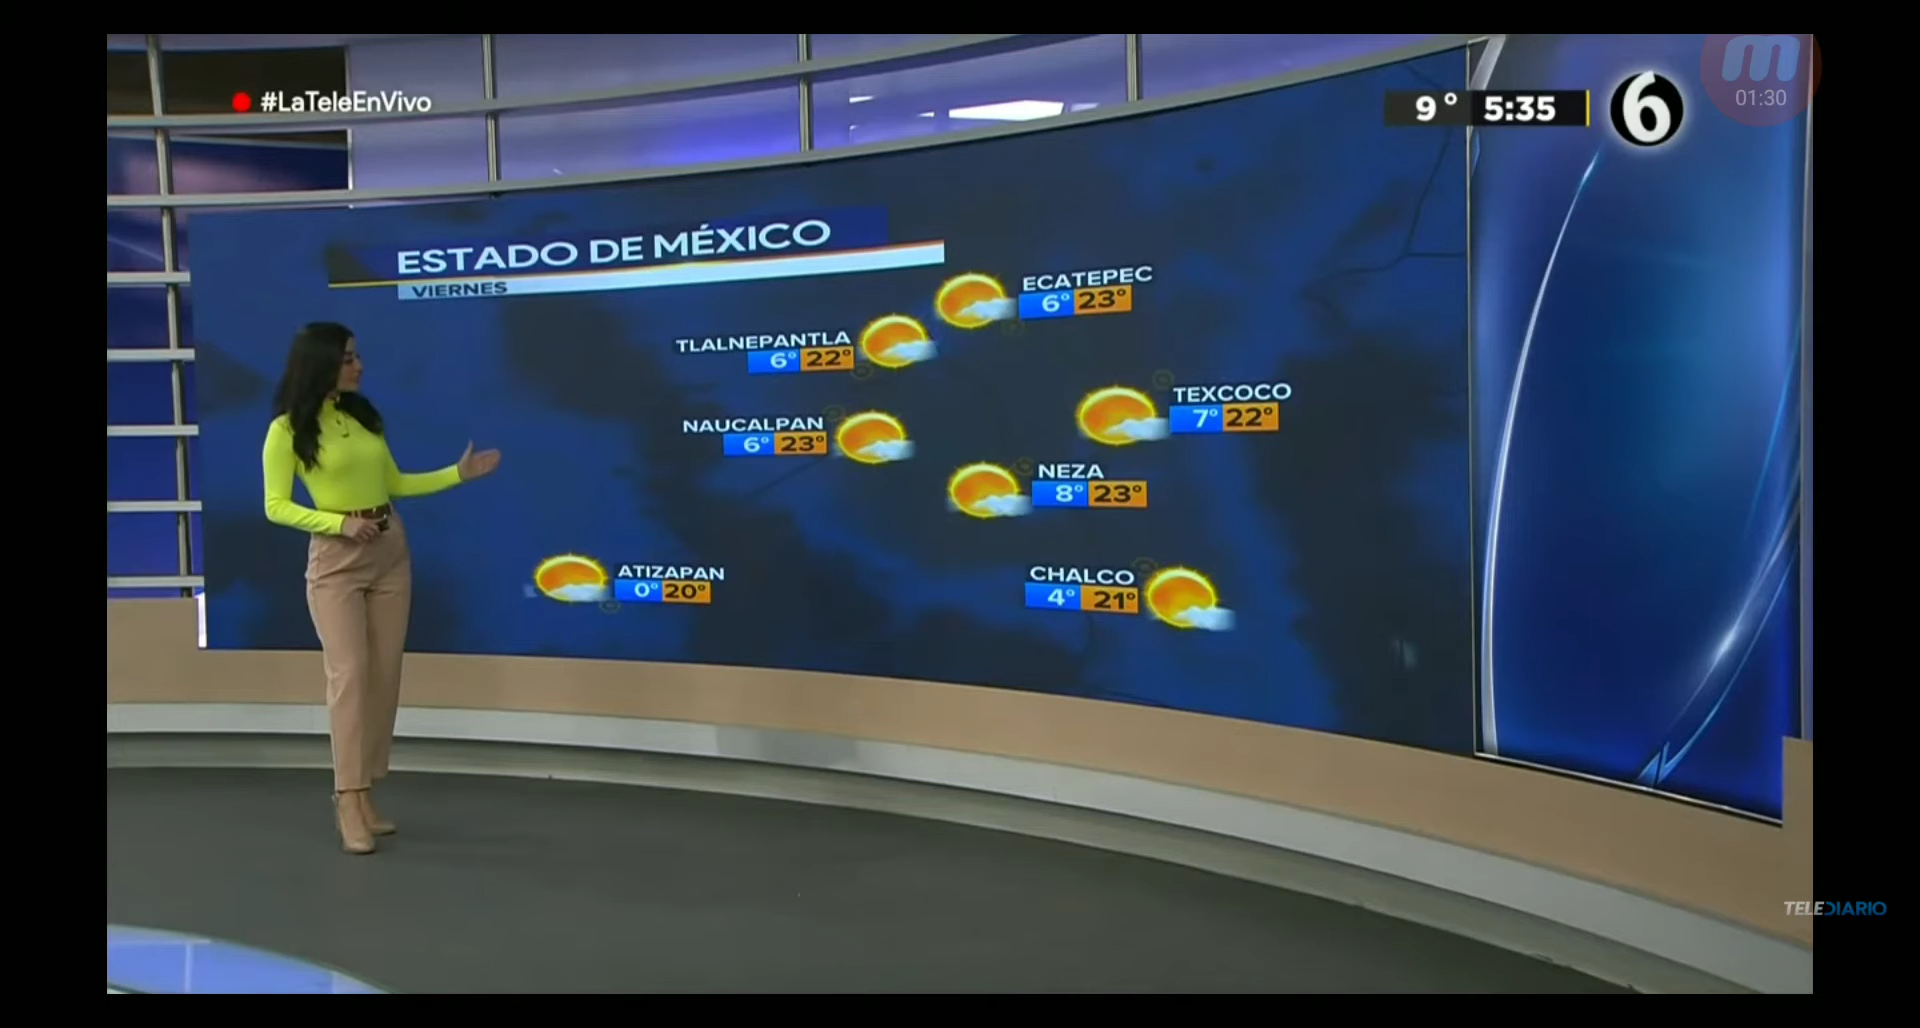 #LaTeleEnVivo
9° 5:35
6
m
01:30
ESTADO DE MÉXICO
VIERNES
ECATEPEC
6° 23°
TLALNEPANTLA
6° 22°
TEXCOCO
7° 22°
NAUCALPAN
6° 23°
NEZA
8° 23°
ATIZAPAN
0° 20°
CHALCO
4° 21°
TELEDIARIO